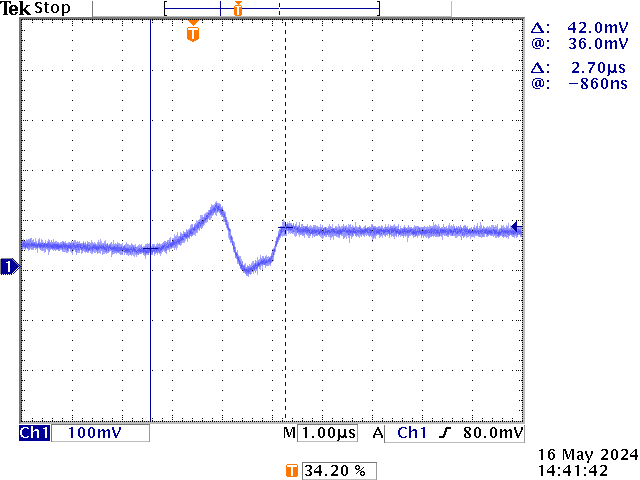 Tek Stop
T
T
Δ: 42.0mV
@: 36.0mV
Δ: 2.70µs
@: −860ns
1
Ch1 100mV M 1.00µs A Ch1 80.0mV
T 34.20 %
16 May 2024
14:41:42